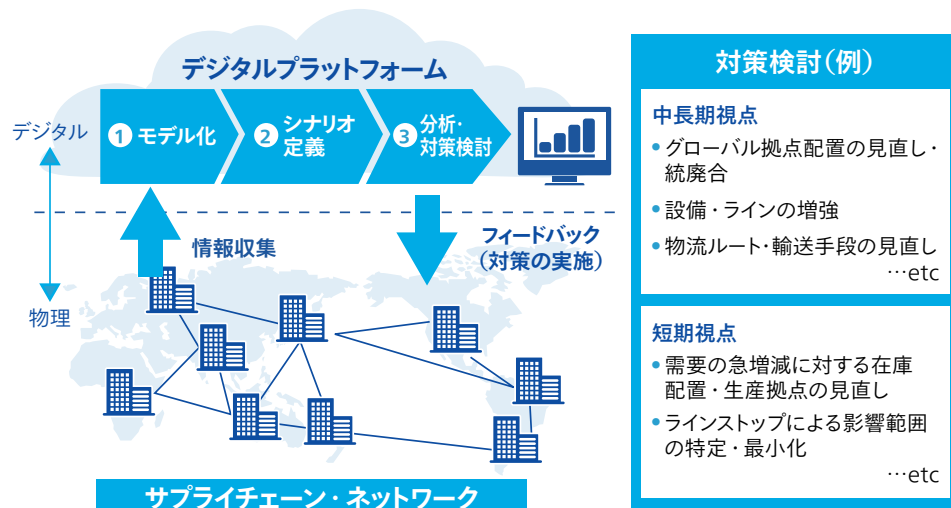 デジタルプラットフォーム
デジタル
1 モデル化
2 シナリオ
定義
3 分析・
対策検討
情報収集
フィードバック
(対策の実施)
物理
サプライチェーン・ネットワーク
対策検討(例)
中長期視点
•グローバル拠点配置の見直し・
統廃合
•設備・ラインの増強
•物流ルート・輸送手段の見直し
…etc
短期視点
•需要の急増減に対する在庫
配置・生産拠点の見直し
•ラインストップによる影響範囲
の特定・最小化
…etc